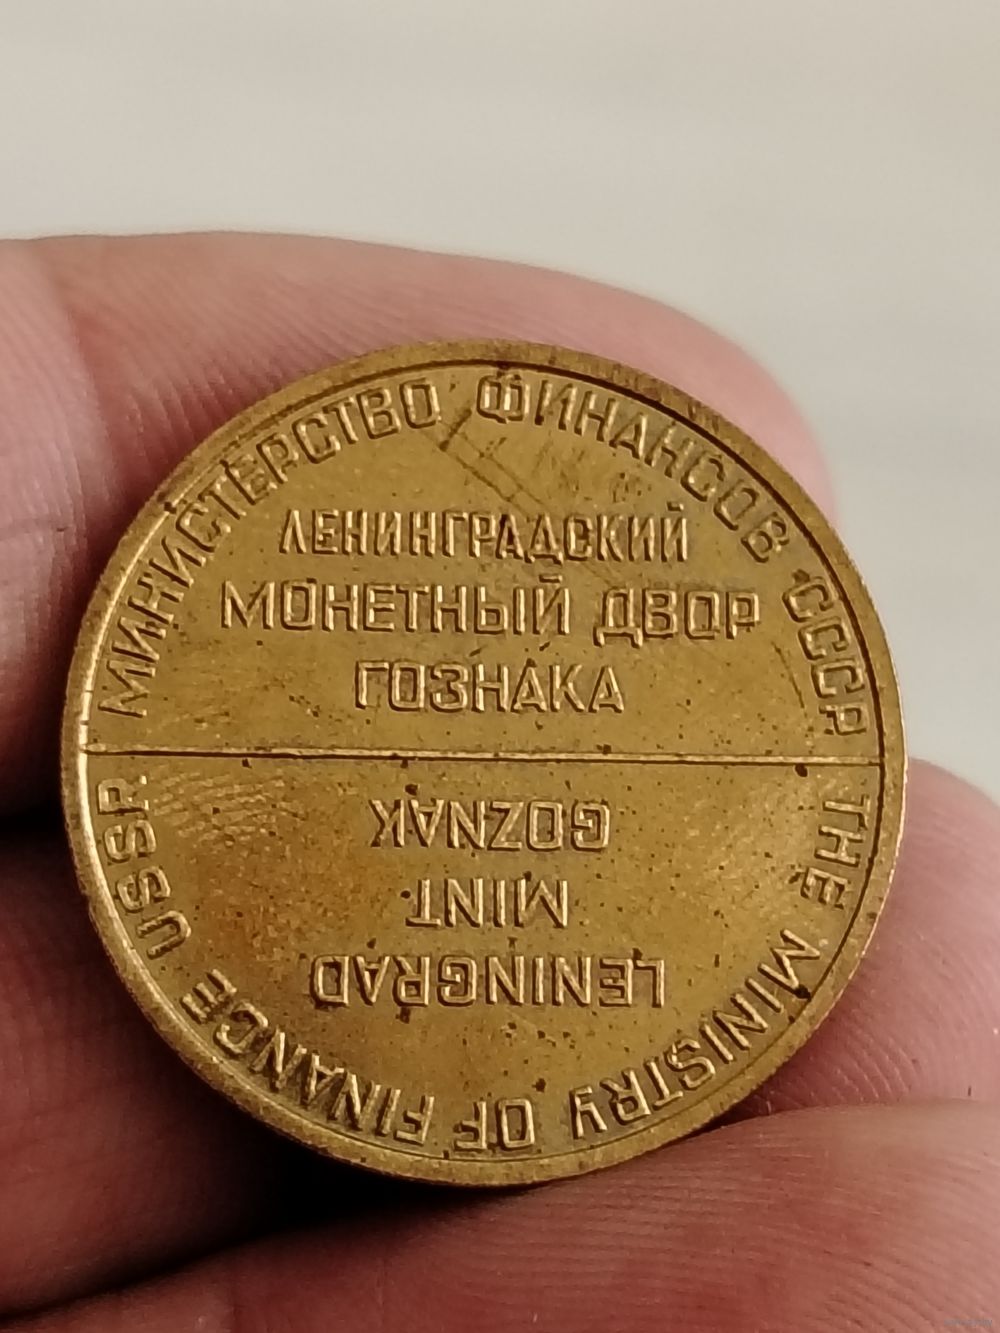 МИНИСТЕРСТВО ФИНАНСОВ СССР
ЛЕНИНГРАДСКИЙ
МОНЕТНЫЙ ДВОР
ГОЗНАКА
THE MINISTRY OF FINANCE USSR
LENINGRAD
MINT
GOZNAK